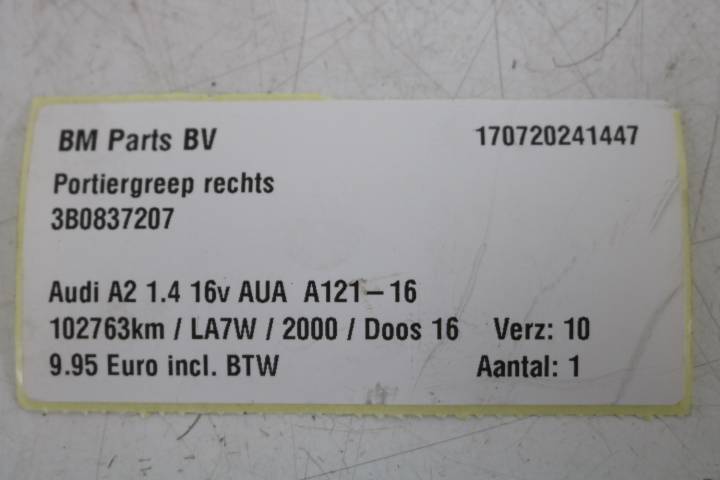 BM Parts BV 170720241447
Portiergreep rechts
3B0837207
Audi A2 1.4 16v AUA A121-16
102763km / LA7W / 2000 / Doos 16 Verz: 10
9.95 Euro incl. BTW Aantal: 1